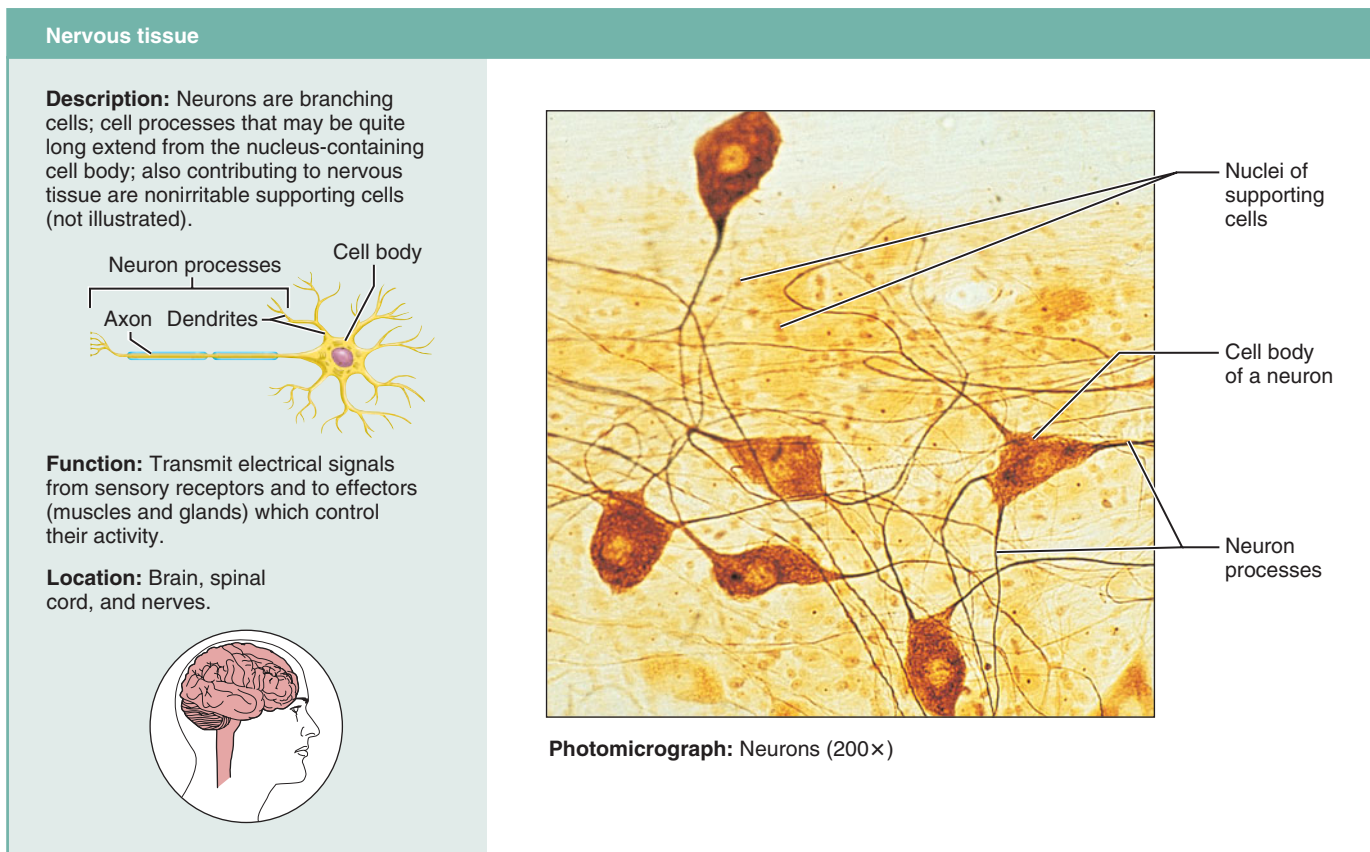 Nervous tissue
Description: Neurons are branching
cells; cell processes that may be quite
long extend from the nucleus-containing
cell body; also contributing to nervous
tissue are nonirritable supporting cells
(not illustrated).
Neuron processes
Cell body
Axon
Dendrites
Function: Transmit electrical signals
from sensory receptors and to effectors
(muscles and glands) which control
their activity.
Location: Brain, spinal
cord, and nerves.
Nuclei of
supporting
cells
Cell body
of a neuron
Neuron
processes
Photomicrograph: Neurons (200×)